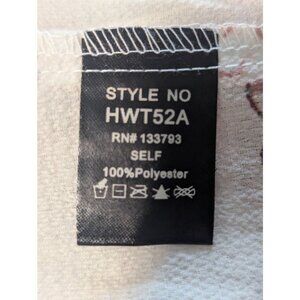 STYLE NO
HWT52A
RN# 133793
SELF
100%Polyester